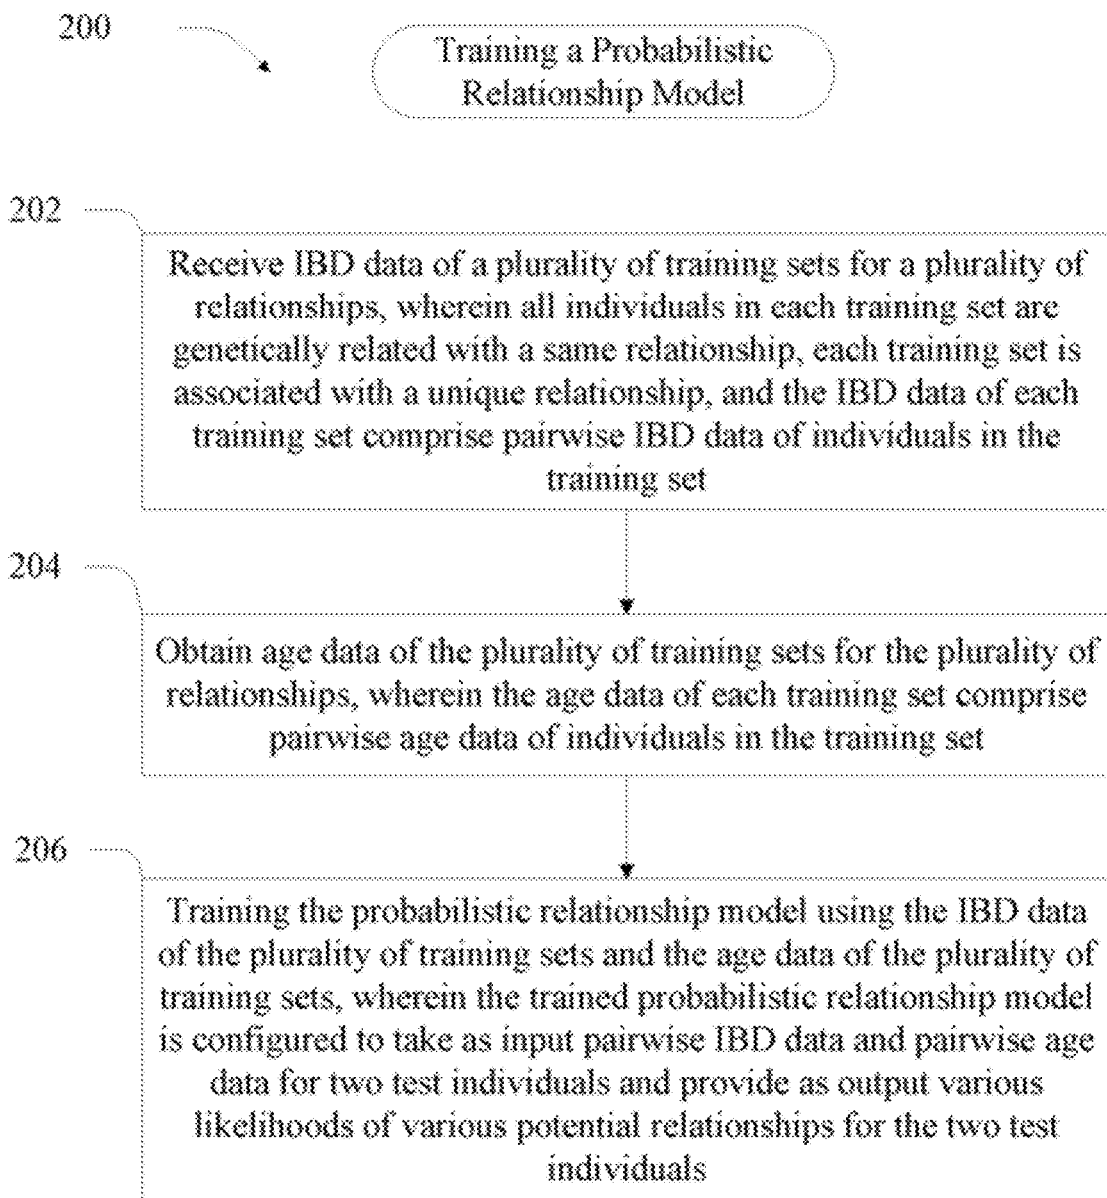 200
Training a Probabilistic
Relationship Model
202
Receive IBD data of a plurality of training sets for a plurality of
relationships, wherein all individuals in each training set are
genetically related with a same relationship, each training set is
associated with a unique relationship, and the IBD data of each
training set comprise pairwise IBD data of individuals in the
training set
204
Obtain age data of the plurality of training sets for the plurality of
relationships, wherein the age data of each training set comprise
pairwise age data of individuals in the training set
206
Training the probabilistic relationship model using the IBD data
of the plurality of training sets and the age data of the plurality of
training sets, wherein the trained probabilistic relationship model
is configured to take as input pairwise IBD data and pairwise age
data for two test individuals and provide as output various
likelihoods of various potential relationships for the two test
individuals